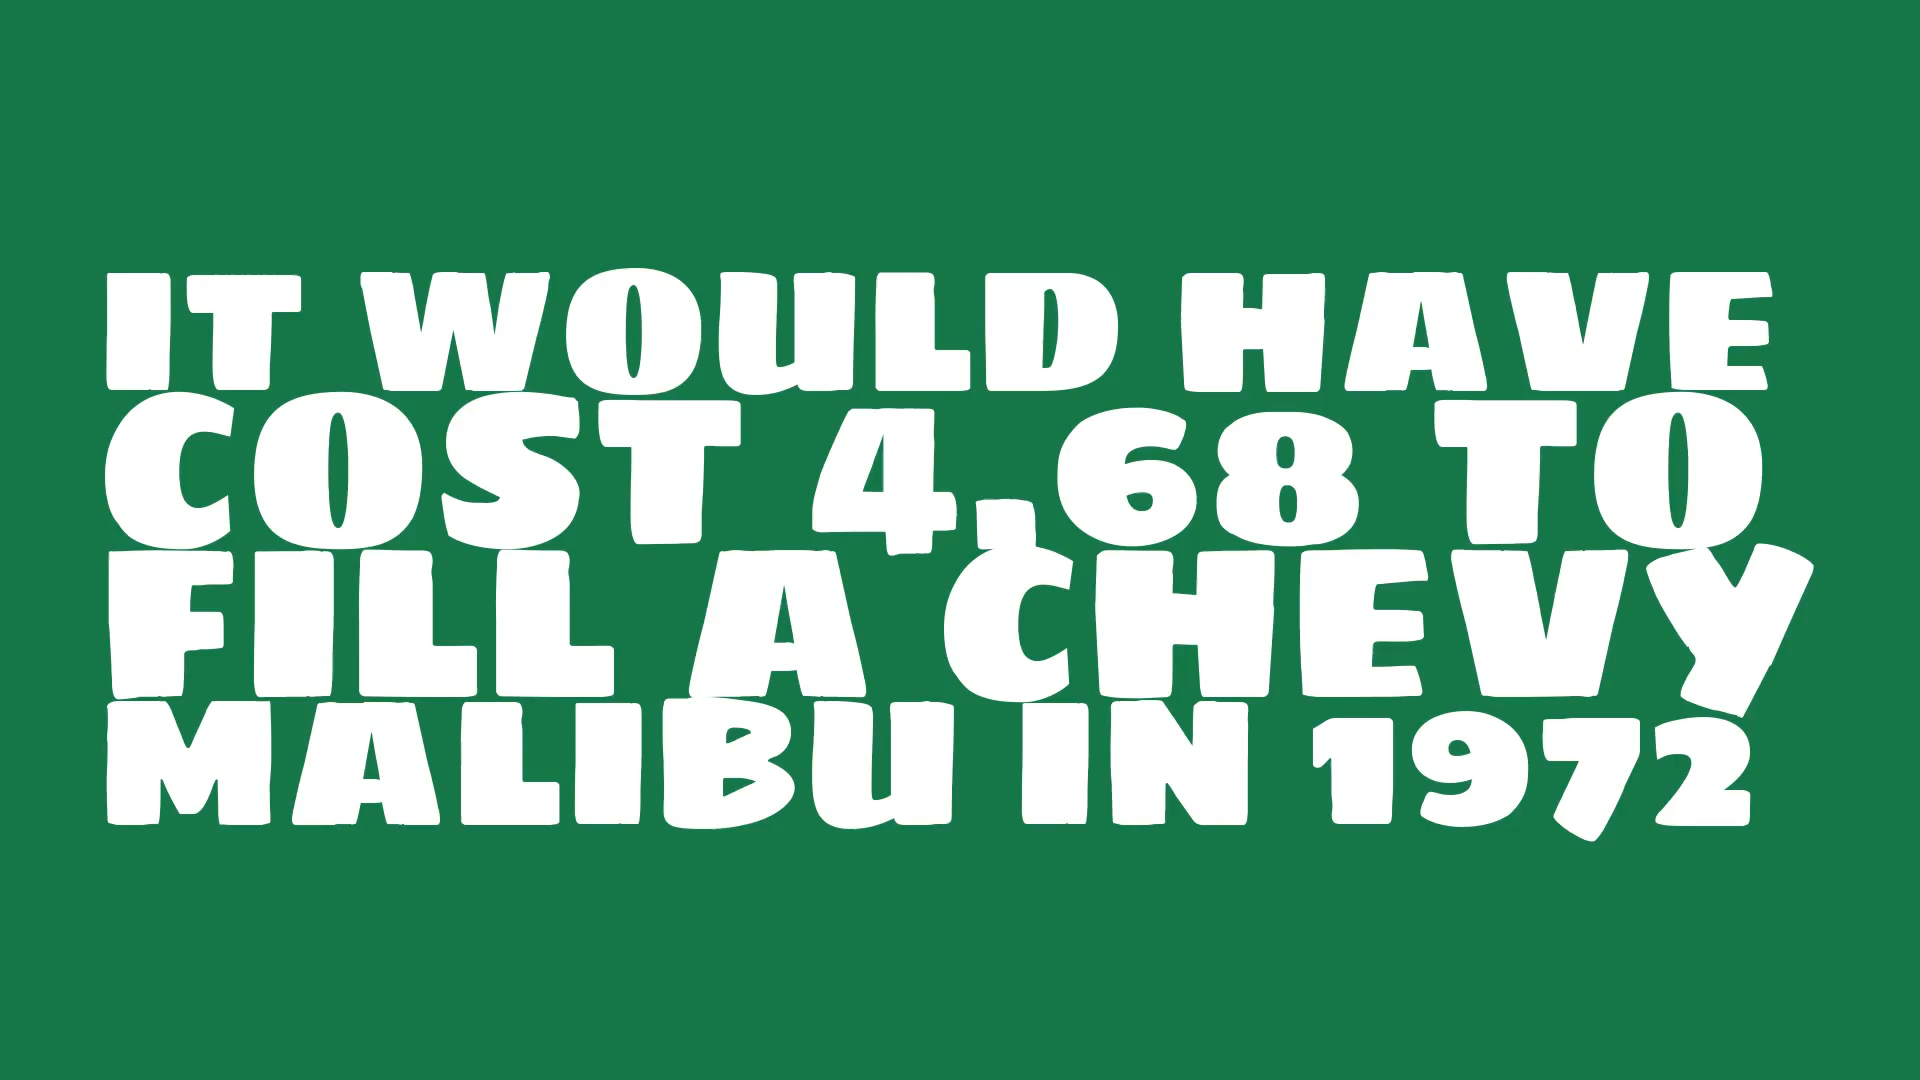 IT WOULD HAVE
COST 4.68 TO
FILL A CHEVY
MALIBU IN 1972